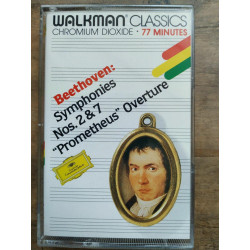 WALKMAN CLASSICS
CHROMIUM DIOXIDE · 77 MINUTES
Beethoven:
Symphonies
Nos. 2 & 7
"Prometheus" Overture